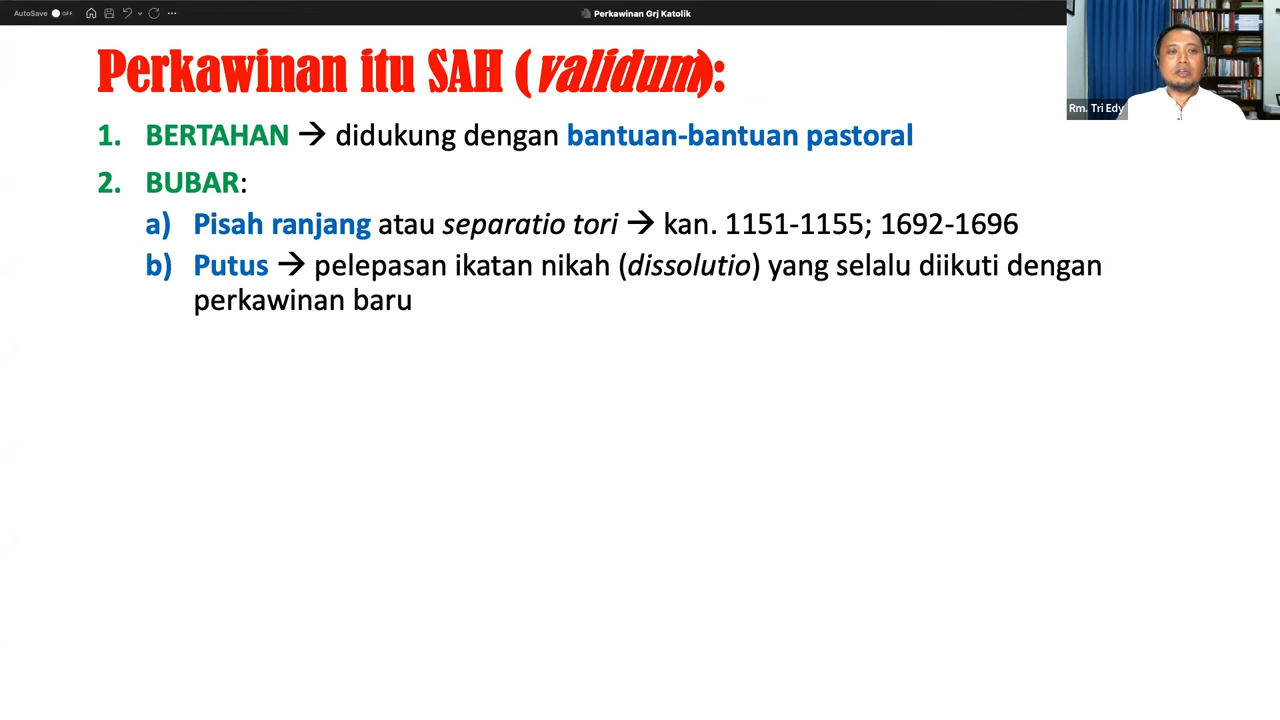 AutoSave OFF
Perkawinan Grj Katolik
Perkawinan itu SAH (validum):
Rm. Tri Edy
1. BERTAHAN → didukung dengan bantuan-bantuan pastoral
2. BUBAR:
a) Pisah ranjang atau separatio tori → kan. 1151-1155; 1692-1696
b) Putus → pelepasan ikatan nikah (dissolutio) yang selalu diikuti dengan
perkawinan baru